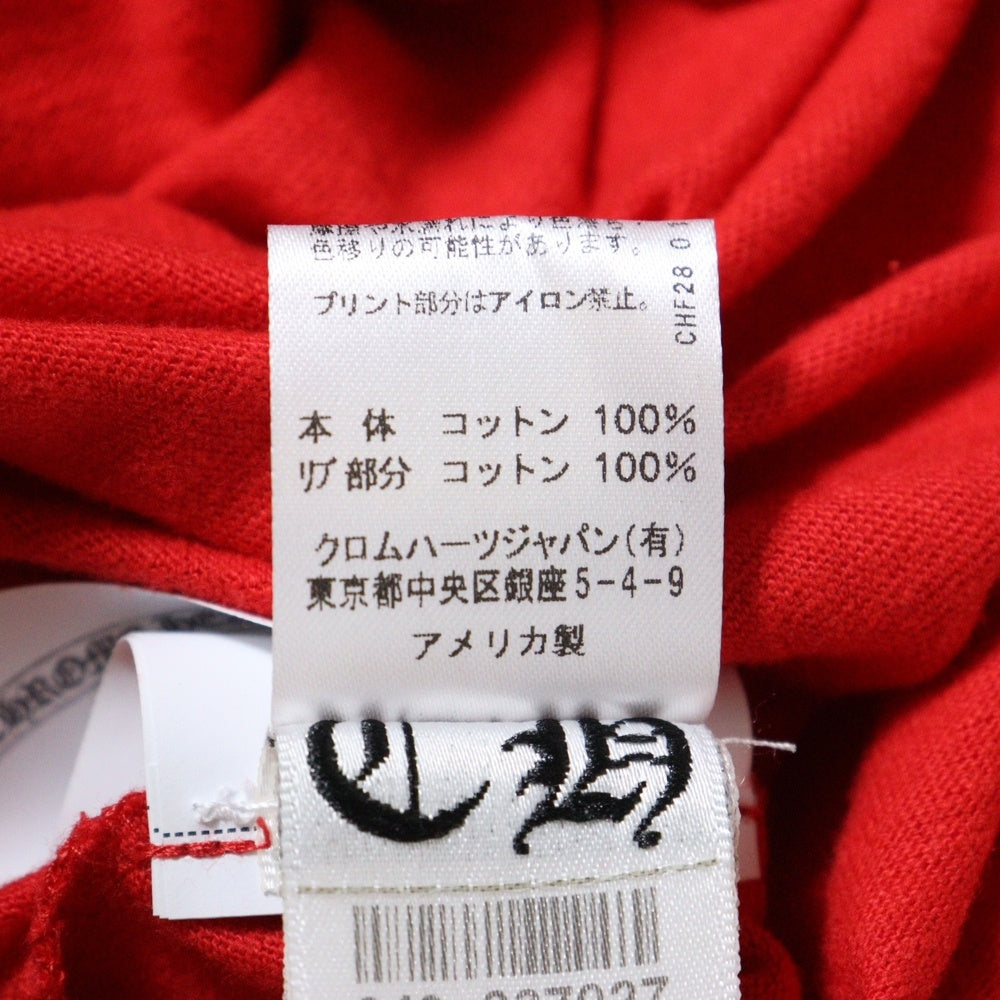 色移りの可能性があります。
プリント部分はアイロン禁止。
CHF28 0
本 体 コットン 100%
リブ部分 コットン 100%
クロムハーツジャパン(有)
東京都中央区銀座5-4-9
アメリカ製
CH